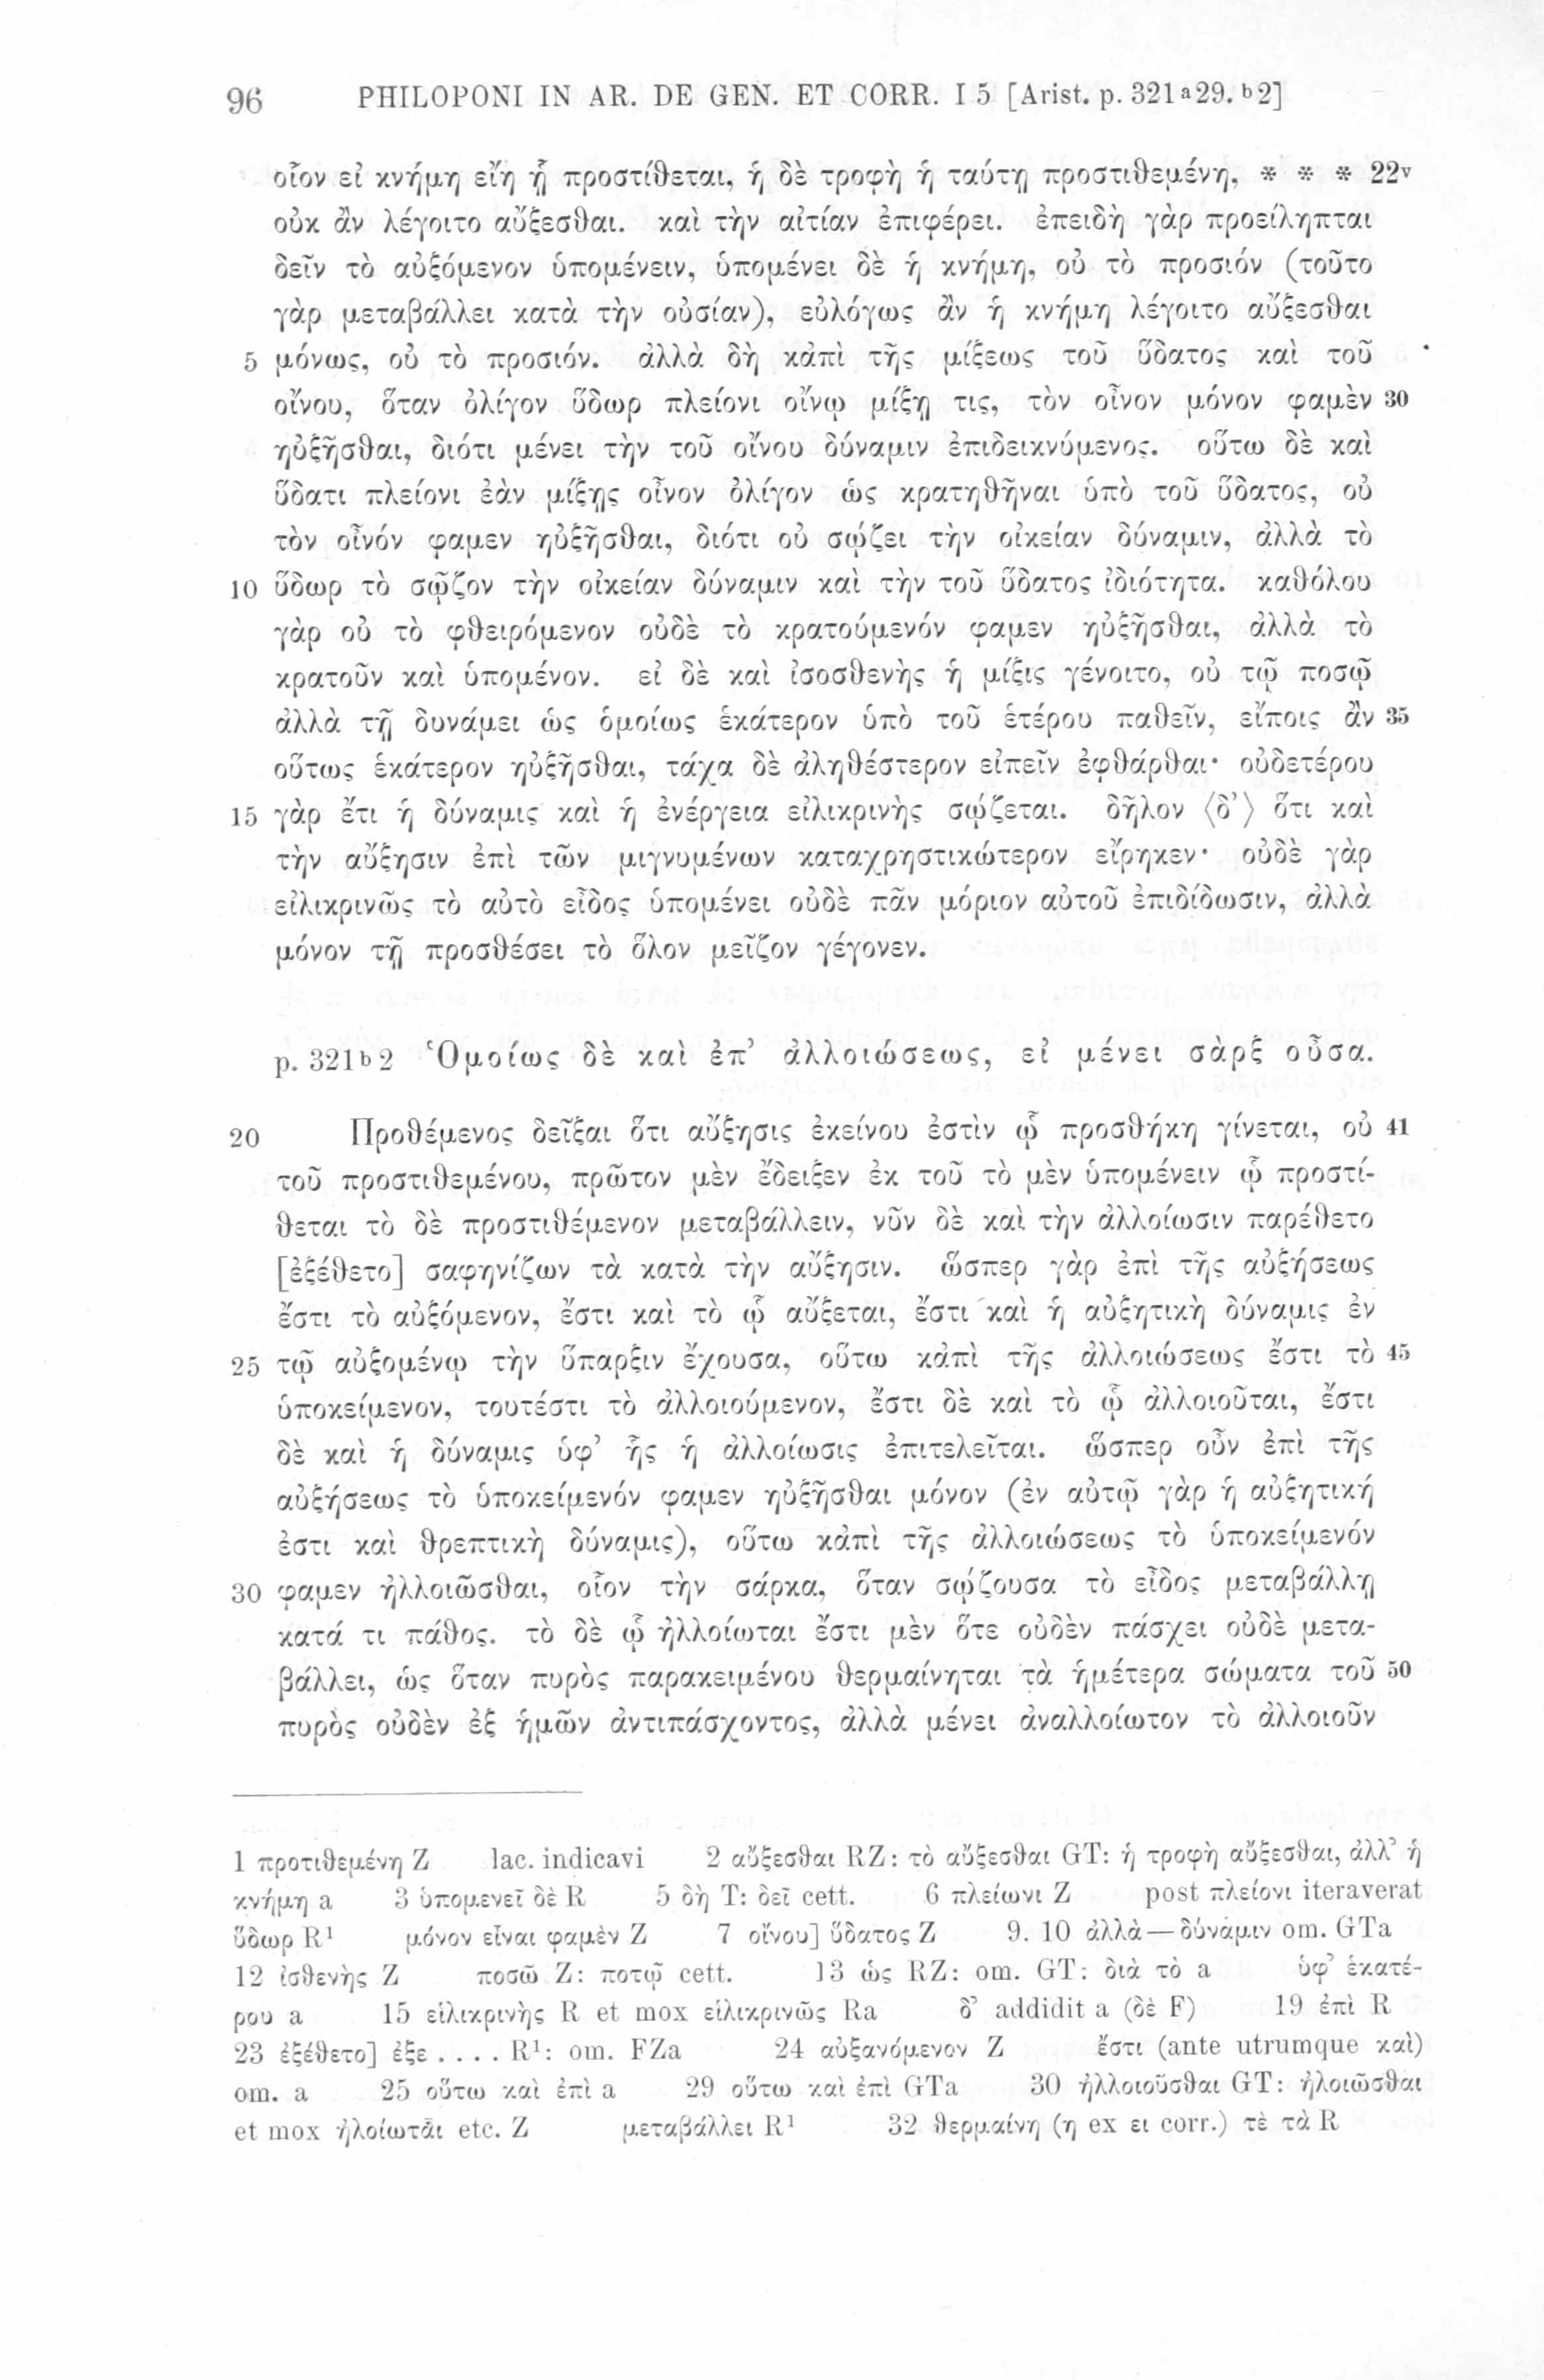 96 PHILOPONI IN AR. DE GEN. ET CORR. I 5 [Arist. p. 321 a 29. b 2]
οἷον εἰ κνήμη εἴη ᾗ προστίθεται, ἡ δὲ τροφὴ ἡ ταύτῃ προστιθεμένη, * * * 22v
οὐκ ἂν λέγοιτο αὔξεσθαι. καὶ τὴν αἰτίαν ἐπιφέρει. ἐπειδὴ γὰρ προείληπται
δεῖν τὸ αὐξόμενον ὑπομένειν, ὑπομένει δὲ ἡ κνήμη, οὐ τὸ προσιόν (τοῦτο
γὰρ μεταβάλλει κατὰ τὴν οὐσίαν), εὐλόγως ἂν ἡ κνήμη λέγοιτο αὔξεσθαι
5 μόνως, οὐ τὸ προσιόν. ἀλλὰ δὴ κἀπὶ τῆς μίξεως τοῦ ὕδατος καὶ τοῦ
οἴνου, ὅταν ὀλίγον ὕδωρ πλείονι οἴνῳ μίξῃ τις, τὸν οἶνον μόνον φαμὲν 30
ηὐξῆσθαι, διότι μένει τὴν τοῦ οἴνου δύναμιν ἐπιδεικνύμενος. οὕτω δὲ καὶ
ὕδατι πλείονι ἐὰν μίξῃς οἶνον ὀλίγον ὡς κρατηθῆναι ὑπὸ τοῦ ὕδατος, οὐ
τὸν οἶνόν φαμεν ηὐξῆσθαι, διότι οὐ σῴζει τὴν οἰκείαν δύναμιν, ἀλλὰ τὸ
10 ὕδωρ τὸ σῷζον τὴν οἰκείαν δύναμιν καὶ τὴν τοῦ ὕδατος ἰδιότητα. καθόλου
γὰρ οὐ τὸ φθειρόμενον οὐδὲ τὸ κρατούμενόν φαμεν ηὐξῆσθαι, ἀλλὰ τὸ
κρατοῦν καὶ ὑπομένον. εἰ δὲ καὶ ἰσοσθενὴς ἡ μίξις γένοιτο, οὐ τῷ ποσῷ
ἀλλὰ τῇ δυνάμει ὡς ὁμοίως ἑκάτερον ὑπὸ τοῦ ἑτέρου παθεῖν, εἴποις ἂν 35
οὕτως ἑκάτερον ηὐξῆσθαι, τάχα δὲ ἀληθέστερον εἰπεῖν ἐφθάρθαι· οὐδετέρου
15 γὰρ ἔτι ἡ δύναμις καὶ ἡ ἐνέργεια εἰλικρινὴς σῴζεται. δῆλον ⟨δ’⟩ ὅτι καὶ
τὴν αὔξησιν ἐπὶ τῶν μιγνυμένων καταχρηστικώτερον εἴρηκεν· οὐδὲ γὰρ
εἰλικρινῶς τὸ αὐτὸ εἶδος ὑπομένει οὐδὲ πᾶν μόριον αὐτοῦ ἐπιδίδωσιν, ἀλλὰ
μόνον τῇ προσθέσει τὸ ὅλον μεῖζον γέγονεν.
p. 321 b 2 Ὁμοίως δὲ καὶ ἐπ’ ἀλλοιώσεως, εἰ μένει σὰρξ οὖσα.
20 Προθέμενος δεῖξαι ὅτι αὔξησις ἐκείνου ἐστὶν ᾧ προσθήκη γίνεται, οὐ 41
τοῦ προστιθεμένου, πρῶτον μὲν ἔδειξεν ἐκ τοῦ τὸ μὲν ὑπομένειν ᾧ προστί-
θεται τὸ δὲ προστιθέμενον μεταβάλλειν, νῦν δὲ καὶ τὴν ἀλλοίωσιν παρέθετο
[ἐξέθετο] σαφηνίζων τὰ κατὰ τὴν αὔξησιν. ὥσπερ γὰρ ἐπὶ τῆς αὐξήσεως
ἔστι τὸ αὐξόμενον, ἔστι καὶ τὸ ᾧ αὔξεται, ἔστι καὶ ἡ αὐξητικὴ δύναμις ἐν
25 τῷ αὐξομένῳ τὴν ὕπαρξιν ἔχουσα, οὕτω κἀπὶ τῆς ἀλλοιώσεως ἔστι τὸ 45
ὑποκείμενον, τουτέστι τὸ ἀλλοιούμενον, ἔστι δὲ καὶ τὸ ᾧ ἀλλοιοῦται, ἔστι
δὲ καὶ ἡ δύναμις ὑφ’ ἧς ἡ ἀλλοίωσις ἐπιτελεῖται. ὥσπερ οὖν ἐπὶ τῆς
αὐξήσεως τὸ ὑποκείμενόν φαμεν ηὐξῆσθαι μόνον (ἐν αὐτῷ γὰρ ἡ αὐξητική
ἐστι καὶ θρεπτικὴ δύναμις), οὕτω κἀπὶ τῆς ἀλλοιώσεως τὸ ὑποκείμενόν
30 φαμεν ἠλλοιῶσθαι, οἷον τὴν σάρκα, ὅταν σῴζουσα τὸ εἶδος μεταβάλλῃ
κατά τι πάθος. τὸ δὲ ᾧ ἠλλοίωται ἔστι μὲν ὅτε οὐδὲν πάσχει οὐδὲ μετα-
βάλλει, ὡς ὅταν πυρὸς παρακειμένου θερμαίνηται τὰ ἡμέτερα σώματα τοῦ 50
πυρὸς οὐδὲν ἐξ ἡμῶν ἀντιπάσχοντος, ἀλλὰ μένει ἀναλλοίωτον τὸ ἀλλοιοῦν
1 προτιθεμένη Z lac. indicavi 2 αὔξεσθαι RZ: τὸ αὔξεσθαι GT: ἡ τροφὴ αὔξεσθαι, ἀλλ’ ἡ
κνήμη a 3 ὑπομενεῖ δὲ R 5 δὴ T: δεῖ cett. 6 πλείωνι Z post πλείονι iteraverat
ὕδωρ R¹ μόνον εἶναι φαμὲν Z 7 οἴνου] ὕδατος Z 9. 10 ἀλλὰ—δύναμιν om. GTa
12 ἰσθενὴς Z ποσῶ Z: ποτῷ cett. 13 ὡς RZ: om. GT: διὰ τὸ a ὑφ’ ἑκατέ-
ρου a 15 εἱλικρινὴς R et mox εἱλικρινῶς Ra δ’ addidit a (δὲ F) 19 ἐπὶ R
23 ἐξέθετο] ἐξε . . . . R¹: om. FZa 24 αὐξανόμενον Z ἔστι (ante utrumque καὶ)
om. a 25 οὕτω καὶ ἐπὶ a 29 οὕτω καὶ ἐπὶ GTa 30 ἠλλοιοῦσθαι GT: ἠλοιῶσθαι
et mox ἠλοίωται etc. Z μεταβάλλει R¹ 32 θερμαίνη (η ex ει corr.) τὲ τὰ R